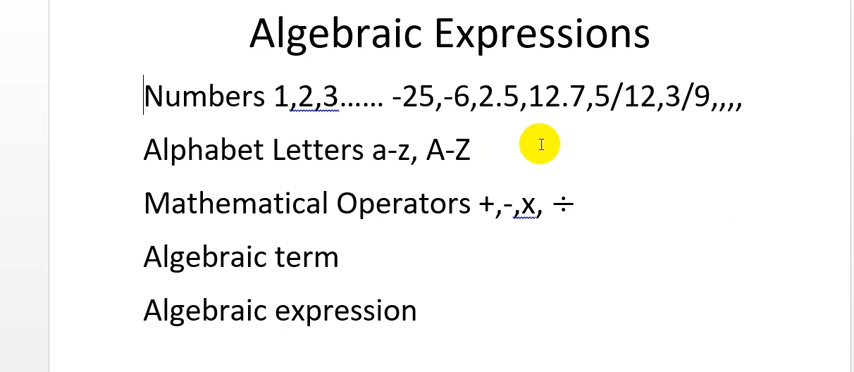 Algebraic Expressions
Numbers 1,2,3...... -25,-6,2.5,12.7,5/12,3/9,,,,
Alphabet Letters a-z, A-Z
Mathematical Operators +,-,x, ÷
Algebraic term
Algebraic expression